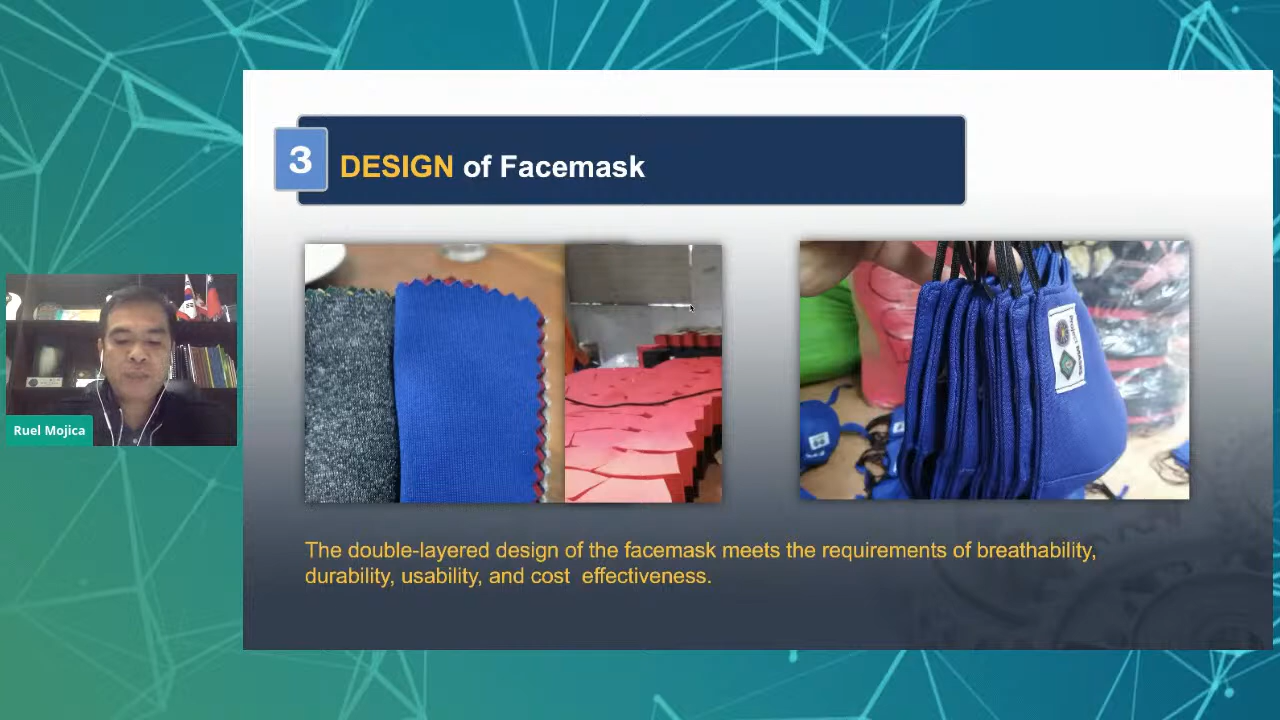 3
DESIGN of Facemask
Ruel Mojica
The double-layered design of the facemask meets the requirements of breathability,
durability, usability, and cost  effectiveness.